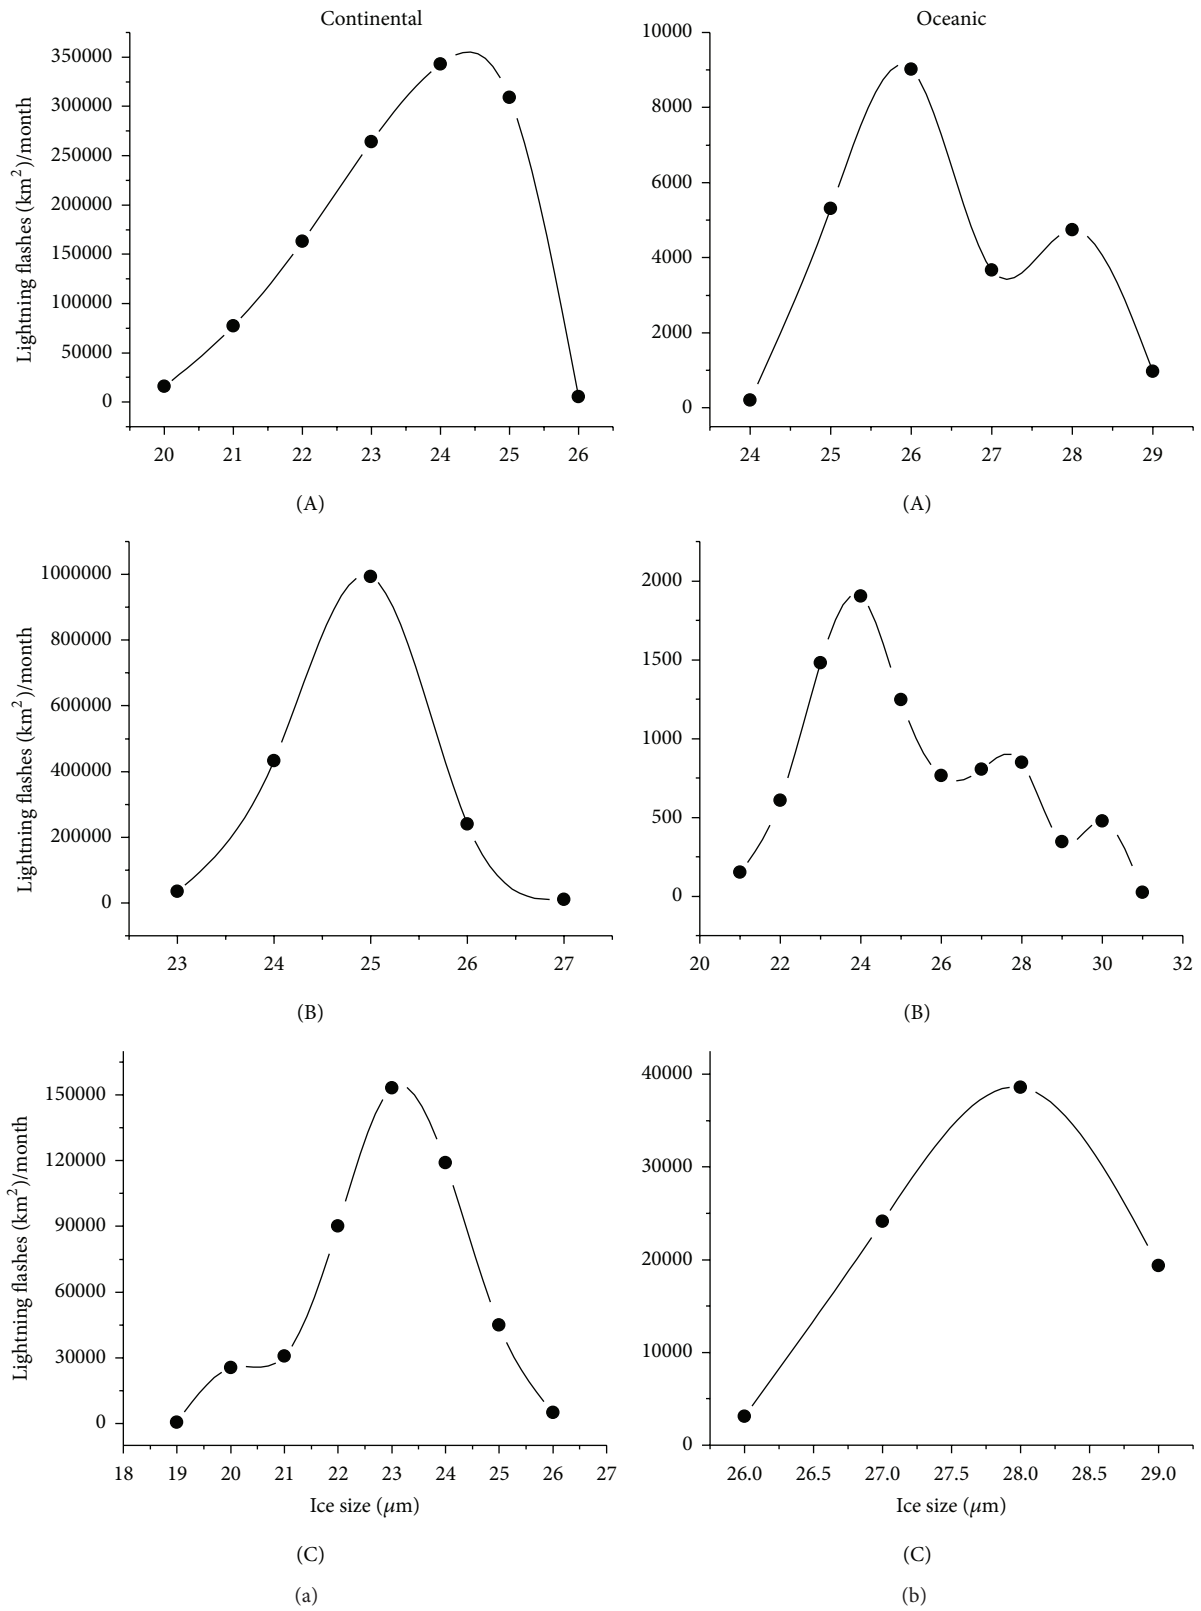 Continental
350000
300000
250000
200000
150000
100000
50000
0
Lightning flashes (km²)/month
20 21 22 23 24 25 26
(A)
Oceanic
10000
8000
6000
4000
2000
0
24 25 26 27 28 29
(A)
1000000
800000
600000
400000
200000
0
Lightning flashes (km²)/month
23 24 25 26 27
(B)
2000
1500
1000
500
0
20 22 24 26 28 30 32
(B)
150000
120000
90000
60000
30000
0
Lightning flashes (km²)/month
18 19 20 21 22 23 24 25 26 27
Ice size (μm)
(C)
(a)
40000
30000
20000
10000
0
26.0 26.5 27.0 27.5 28.0 28.5 29.0
Ice size (μm)
(C)
(b)